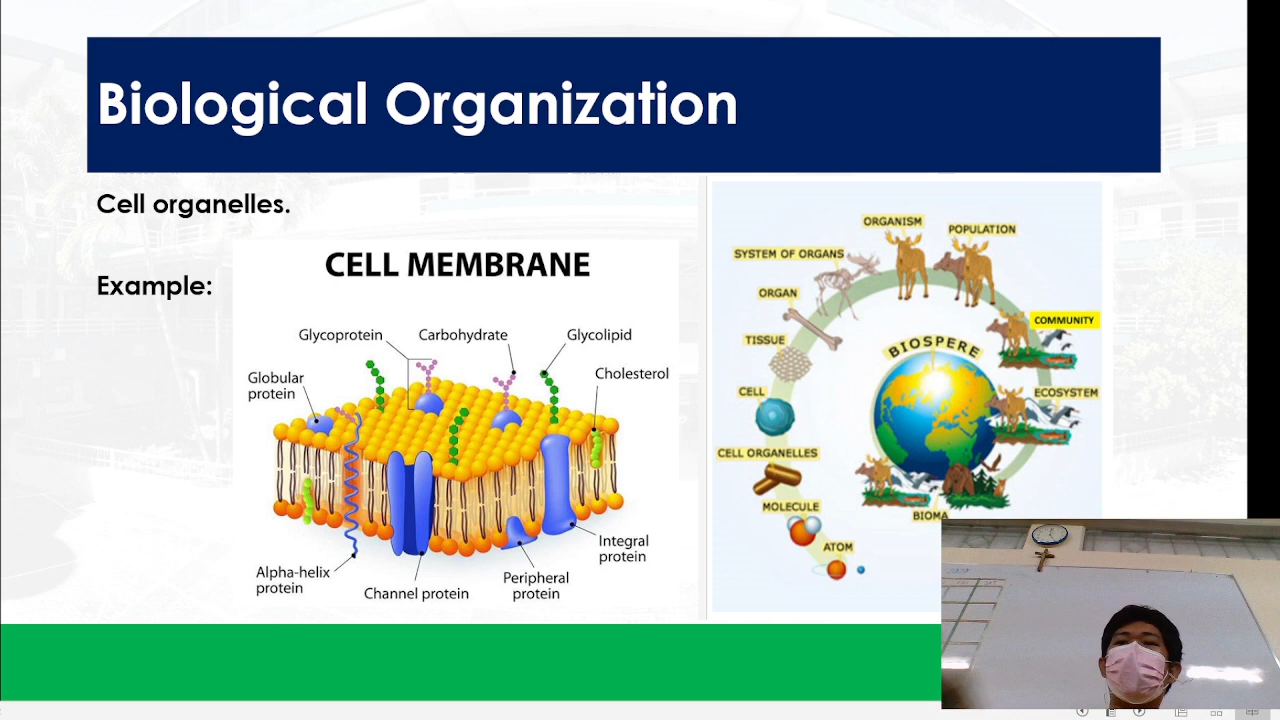 Biological Organization
Cell organelles.
Example:
CELL MEMBRANE
Glycoprotein
Carbohydrate
Glycolipid
Cholesterol
Globular
protein
Alpha-helix
protein
Channel protein
Peripheral
protein
Integral
protein
ORGANISM
POPULATION
SYSTEM OF ORGANS
ORGAN
COMMUNITY
TISSUE
BIOSPERE
CELL
ECOSYSTEM
CELL ORGANELLES
MOLECULE
BIOMA
ATOM